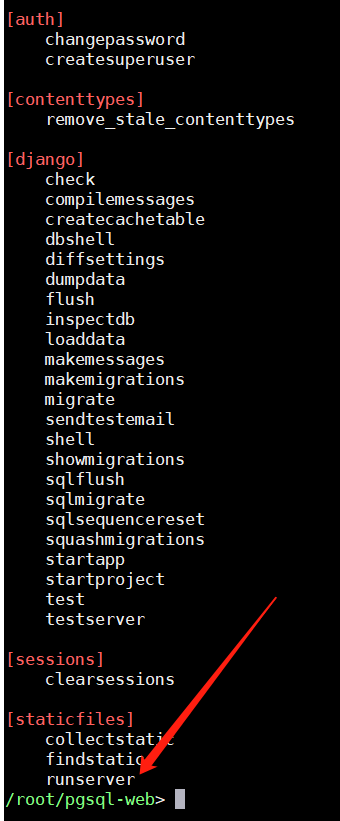 [auth]
changepassword
createsuperuser
[contenttypes]
remove_stale_contenttypes
[django]
check
compilemessages
createcachetable
dbshell
diffsettings
dumpdata
flush
inspectdb
loaddata
makemessages
makemigrations
migrate
sendtestemail
shell
showmigrations
sqlflush
sqlmigrate
sqlsequencereset
squashmigrations
startapp
startproject
test
testserver
[sessions]
clearsessions
[staticfiles]
collectstatic
findstatic
runserver
/root/pgsql-web>